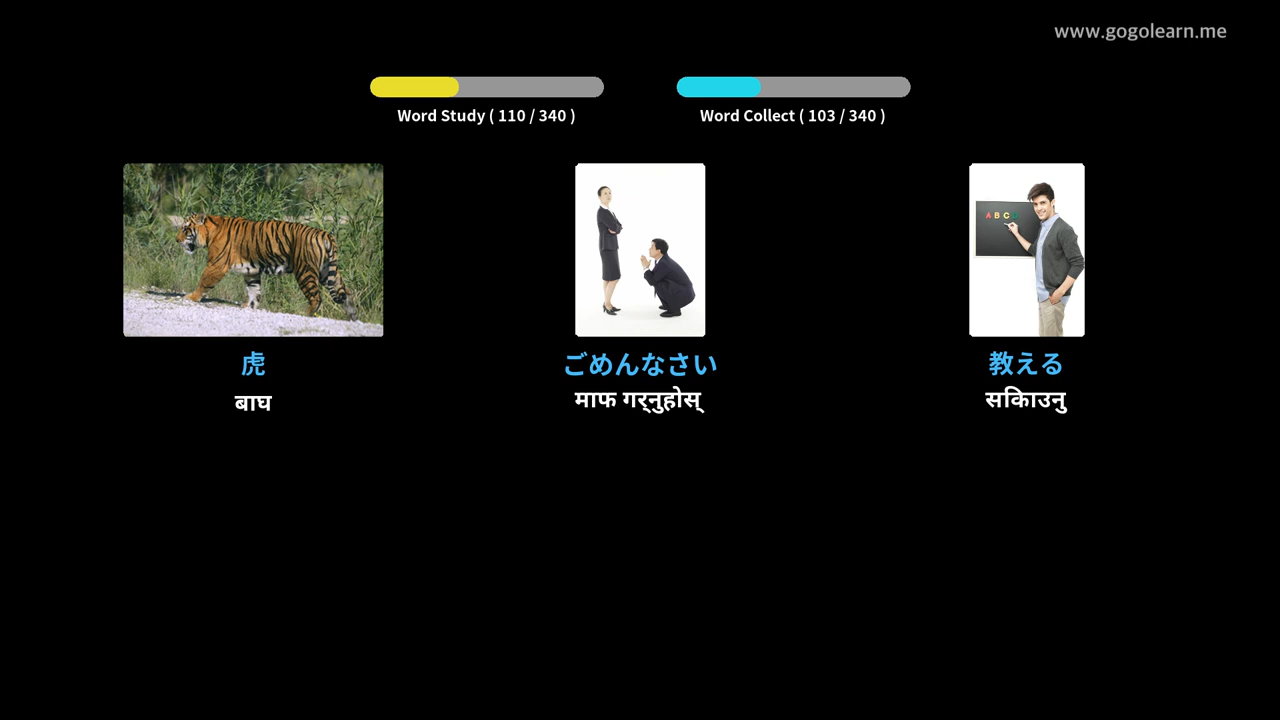 www.gogolearn.me
Word Study ( 110 / 340 )
Word Collect ( 103 / 340 )
A B C D
虎
ごめんなさい
教える
बाघ
माफ गर्‍नुहोस्
सकिाउनु